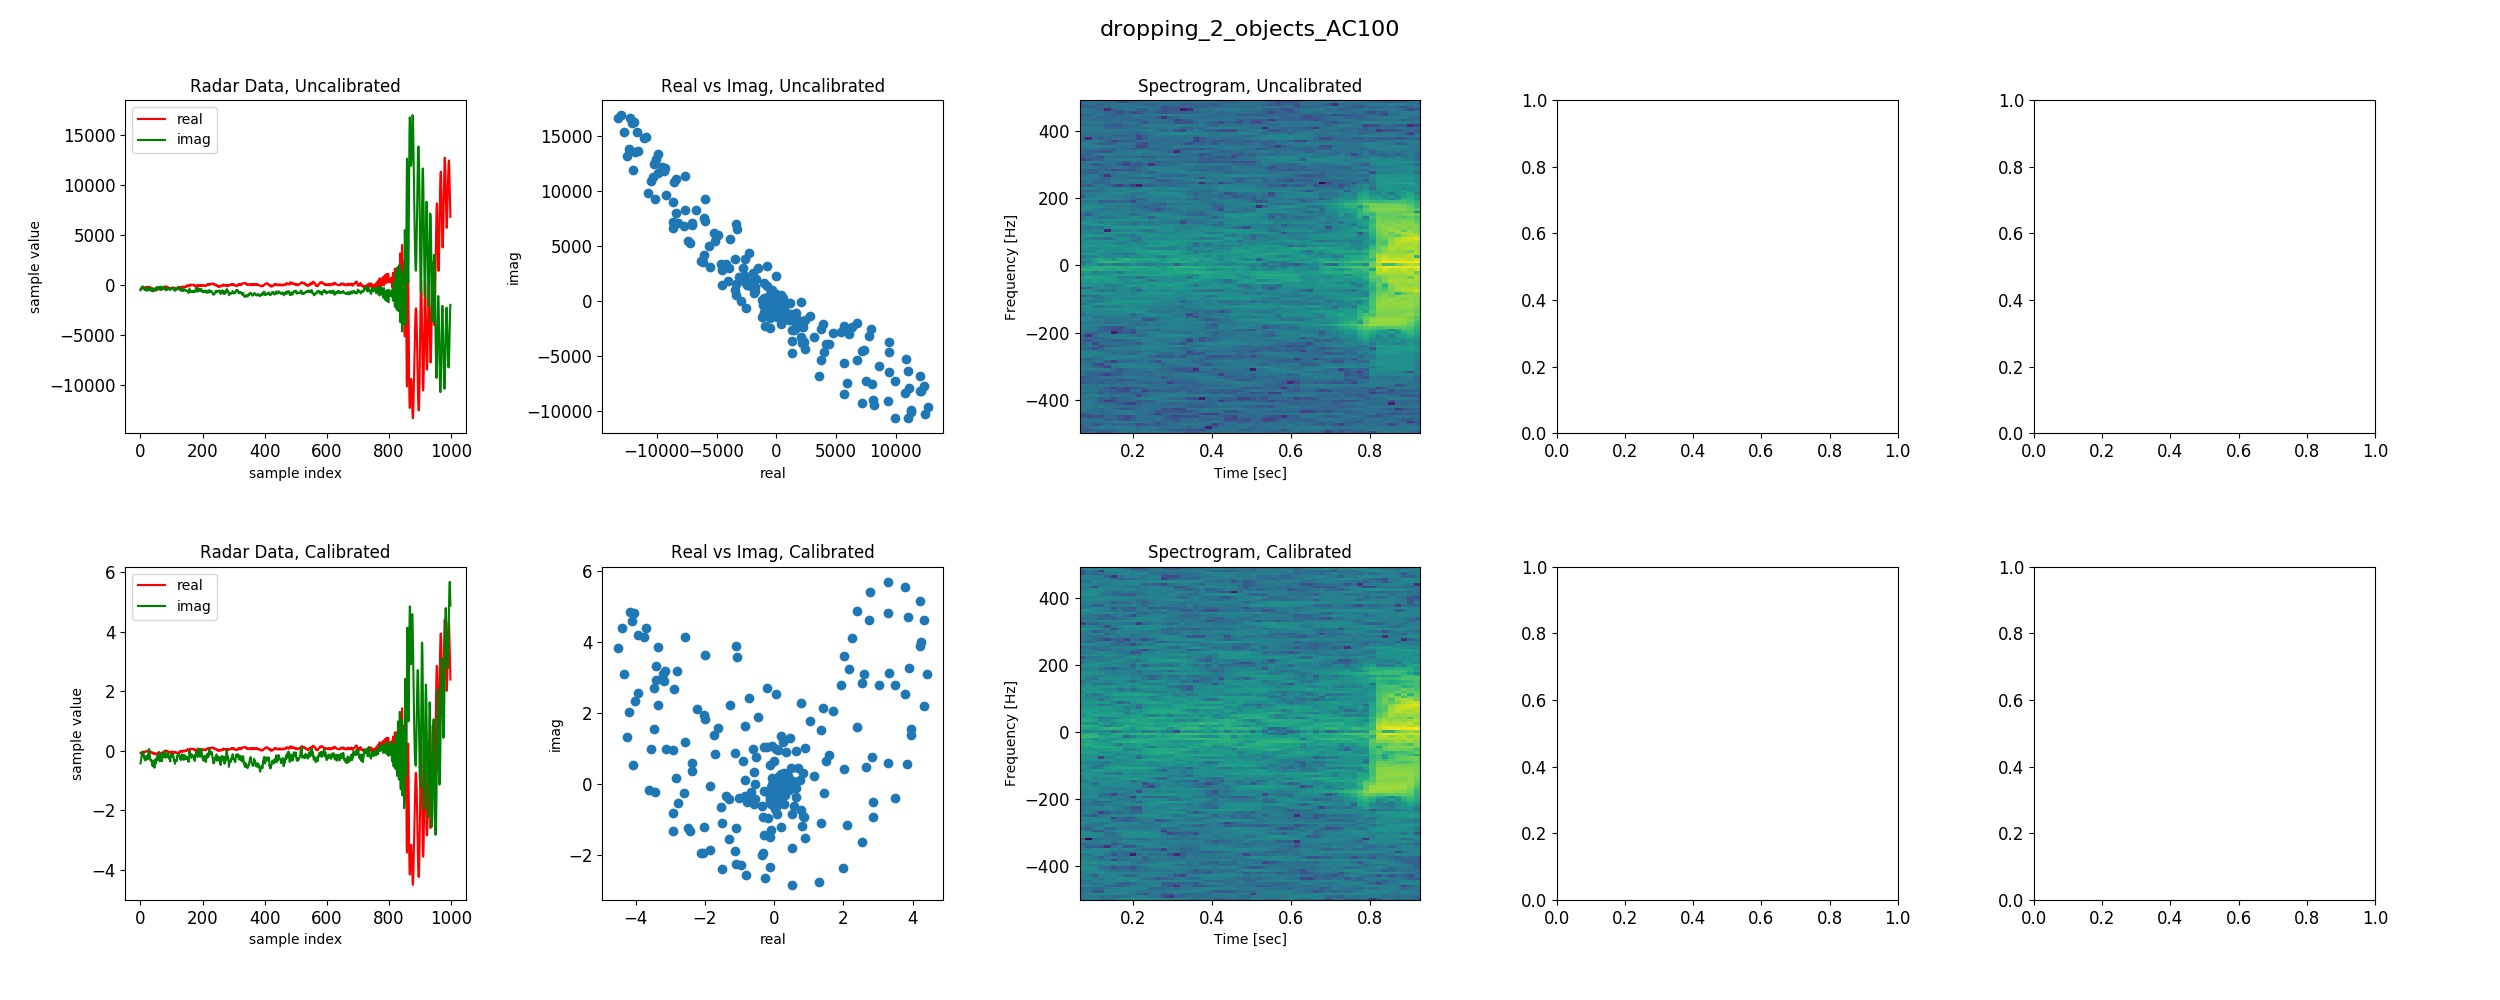 dropping_2_objects_AC100
Radar Data, Uncalibrated
real
imag
15000
10000
5000
0
−5000
−10000
sample value
0 200 400 600 800 1000
sample index
Real vs Imag, Uncalibrated
15000
10000
5000
0
−5000
−10000
imag
−10000 −5000 0 5000 10000
real
Spectrogram, Uncalibrated
400
200
0
−200
−400
Frequency [Hz]
0.2 0.4 0.6 0.8
Time [sec]
1.0
0.8
0.6
0.4
0.2
0.0
0.0 0.2 0.4 0.6 0.8 1.0
1.0
0.8
0.6
0.4
0.2
0.0
0.0 0.2 0.4 0.6 0.8 1.0
Radar Data, Calibrated
real
imag
6
4
2
0
−2
−4
sample value
0 200 400 600 800 1000
sample index
Real vs Imag, Calibrated
6
4
2
0
−2
imag
−4 −2 0 2 4
real
Spectrogram, Calibrated
400
200
0
−200
−400
Frequency [Hz]
0.2 0.4 0.6 0.8
Time [sec]
1.0
0.8
0.6
0.4
0.2
0.0
0.0 0.2 0.4 0.6 0.8 1.0
1.0
0.8
0.6
0.4
0.2
0.0
0.0 0.2 0.4 0.6 0.8 1.0